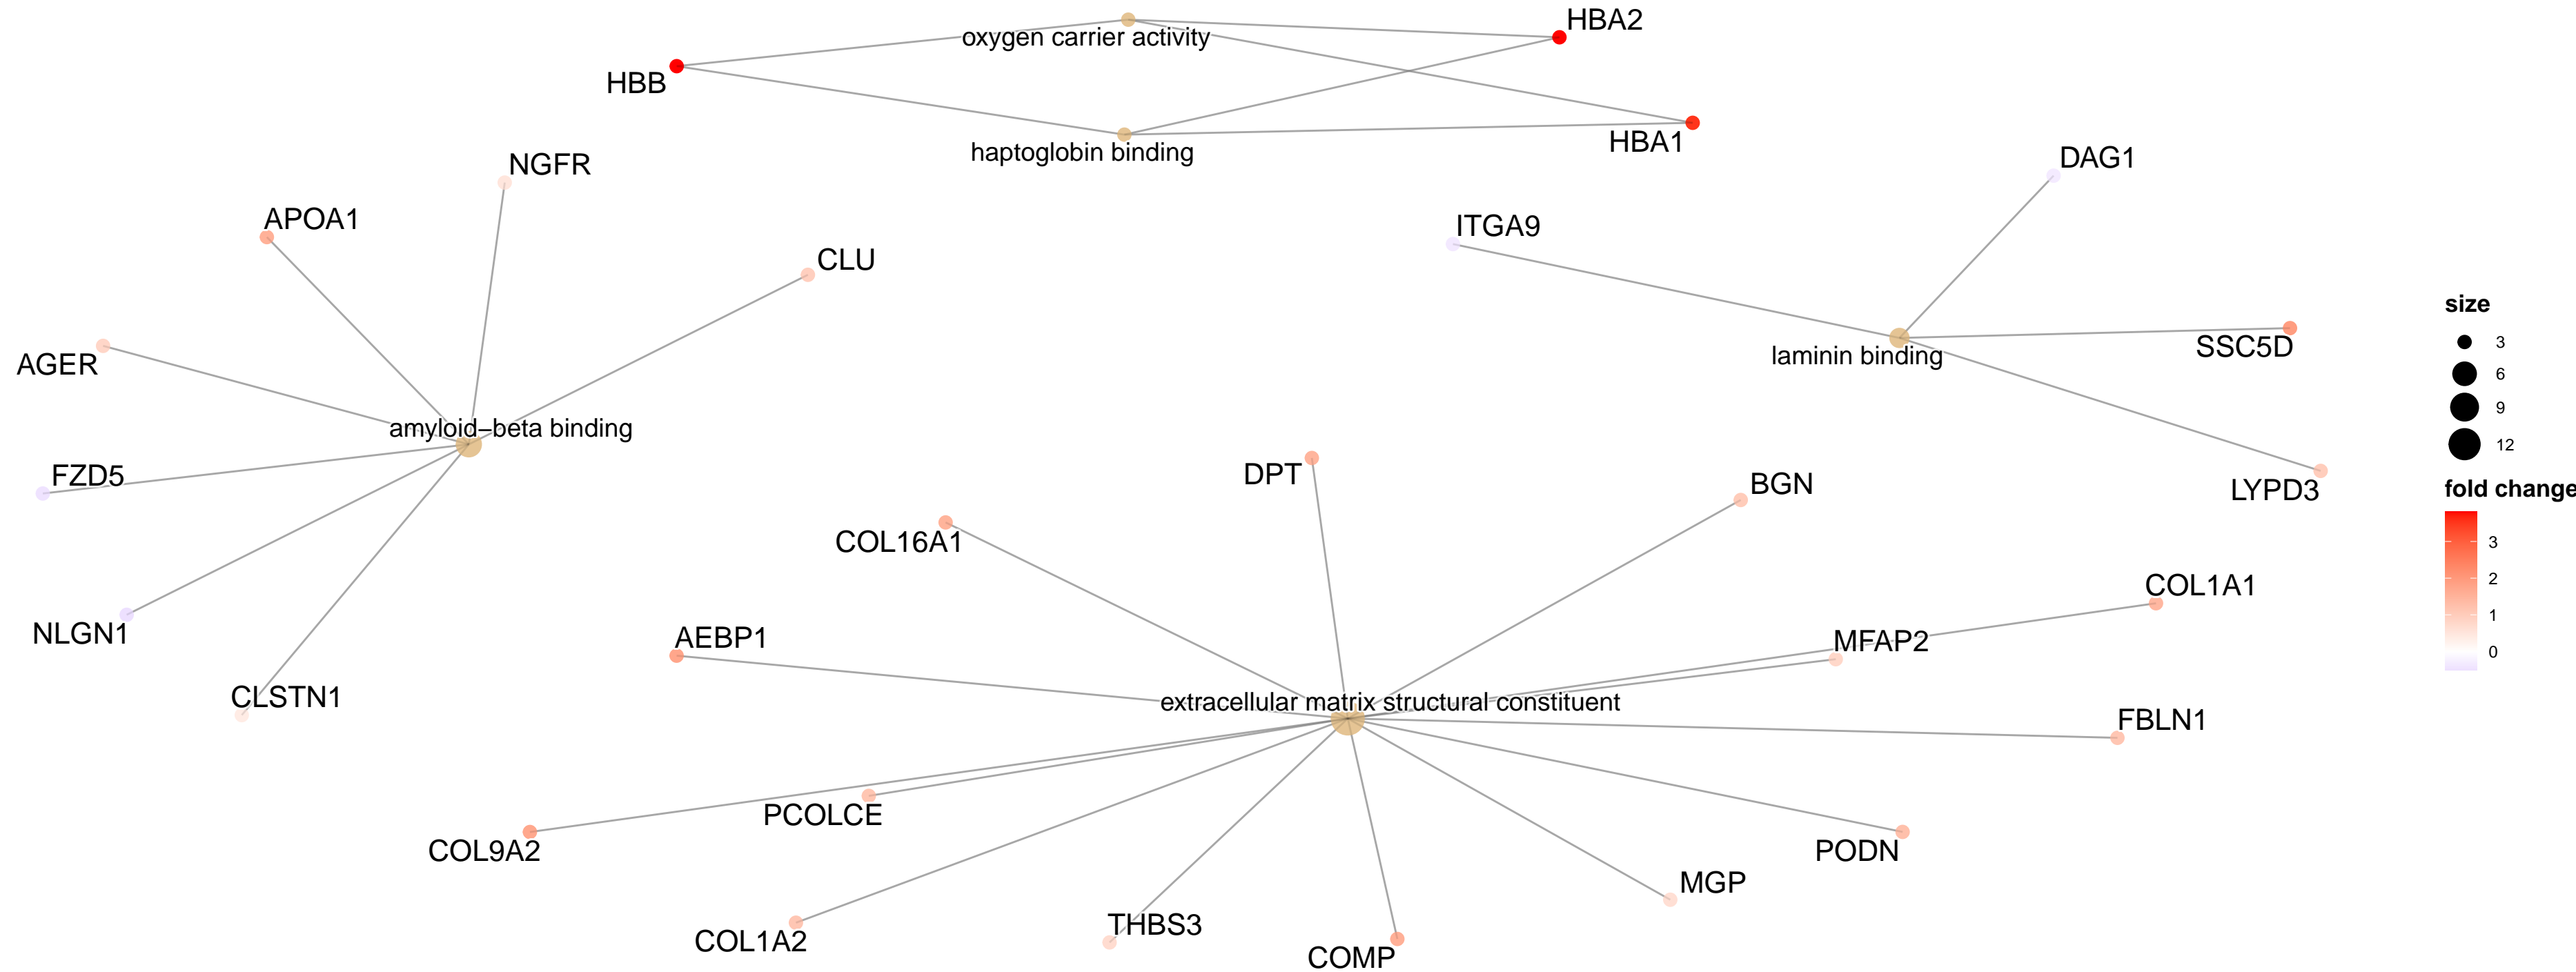 HBA2
oxygen carrier activity
HBB
HBA1
haptoglobin binding
DAG1
NGFR
APOA1
ITGA9
CLU
size
3
6
9
12
SSC5D
laminin binding
AGER
amyloid−beta binding
FZD5
DPT
BGN
LYPD3
fold change
3
2
1
0
COL16A1
COL1A1
NLGN1
AEBP1
MFAP2
CLSTN1
extracellular matrix structural constituent
FBLN1
PCOLCE
COL9A2
PODN
MGP
THBS3
COL1A2
COMP